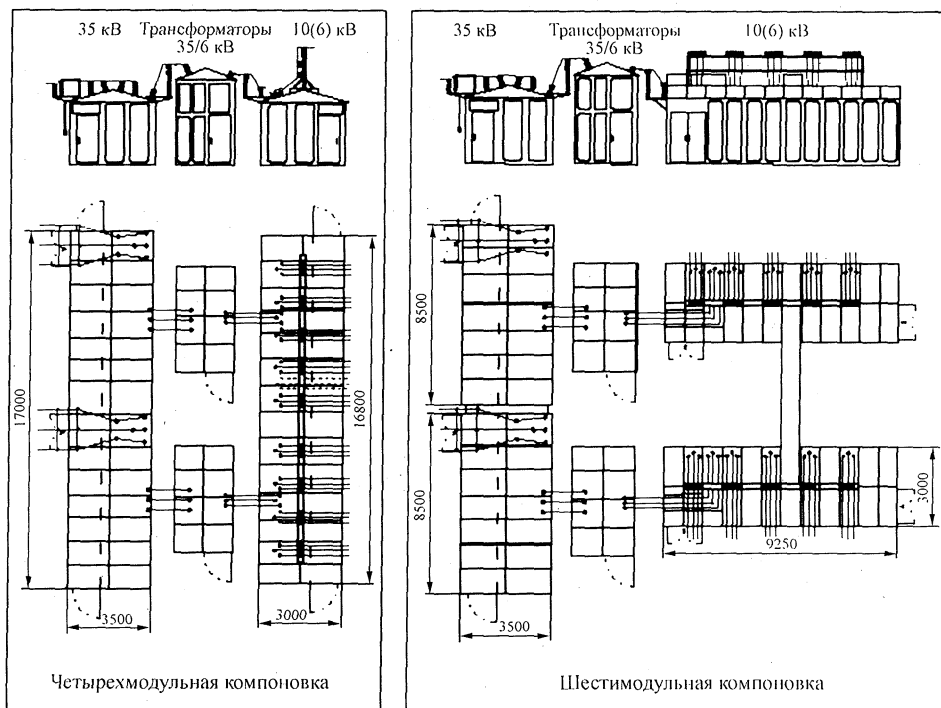 35 кВ Трансформаторы 10(6) кВ
35/6 кВ
17000
16800
3500
3000
Четырехмодульная компоновка
35 кВ Трансформаторы 10(6) кВ
35/6 кВ
8500
8500
3000
9250
3500
Шестимодульная компоновка